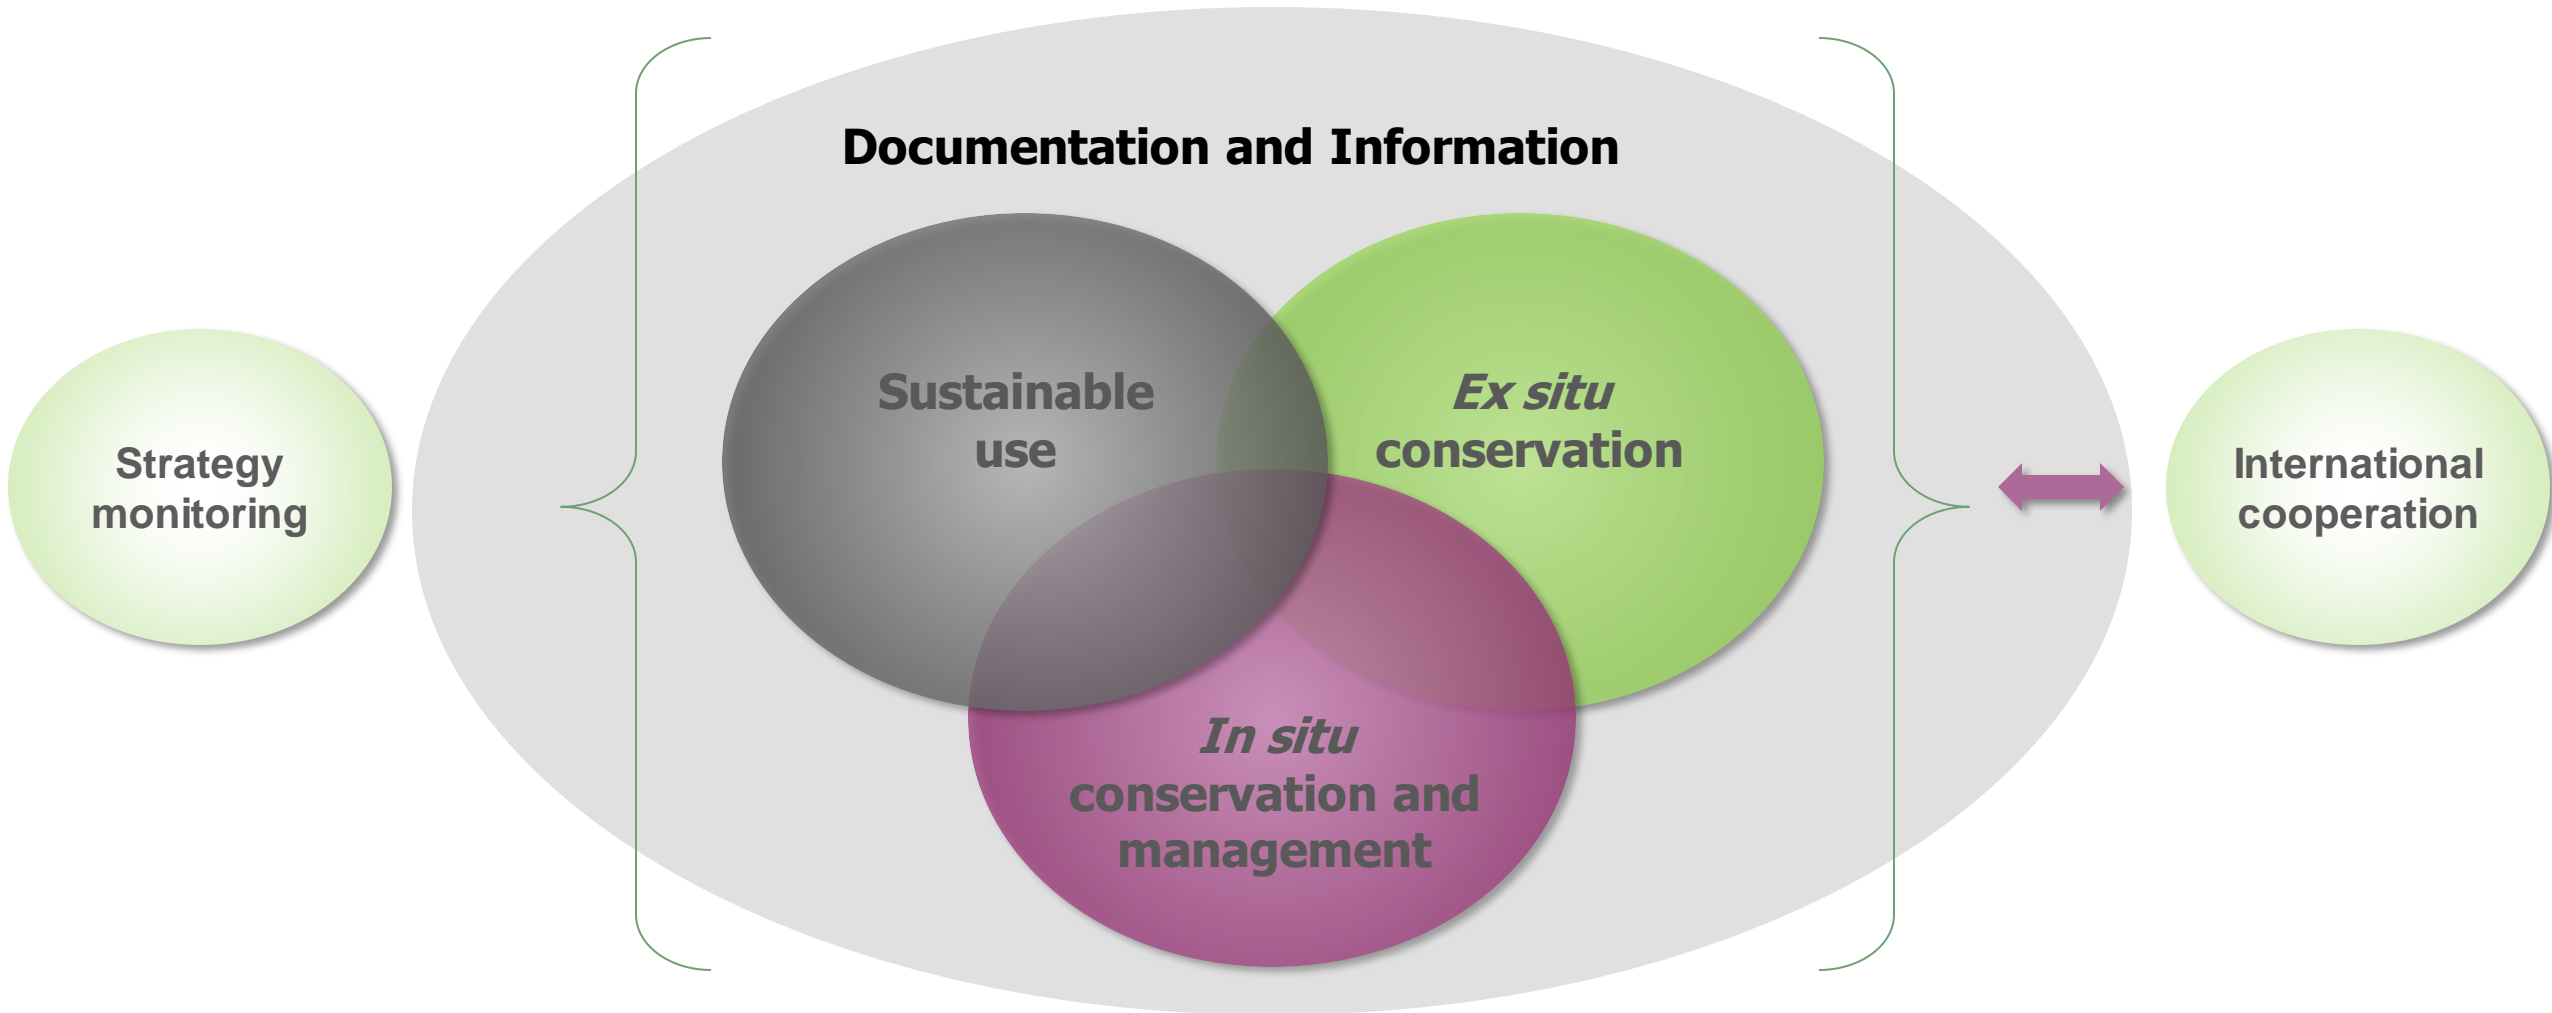 Documentation and Information
Sustainable
use
Ex situ
conservation
In situ
conservation and
management
Strategy
monitoring
International
cooperation